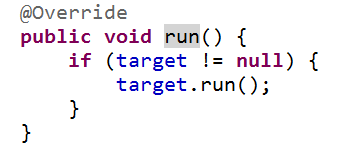 @Override
public void run() {
    if (target != null) {
        target.run();
    }
}